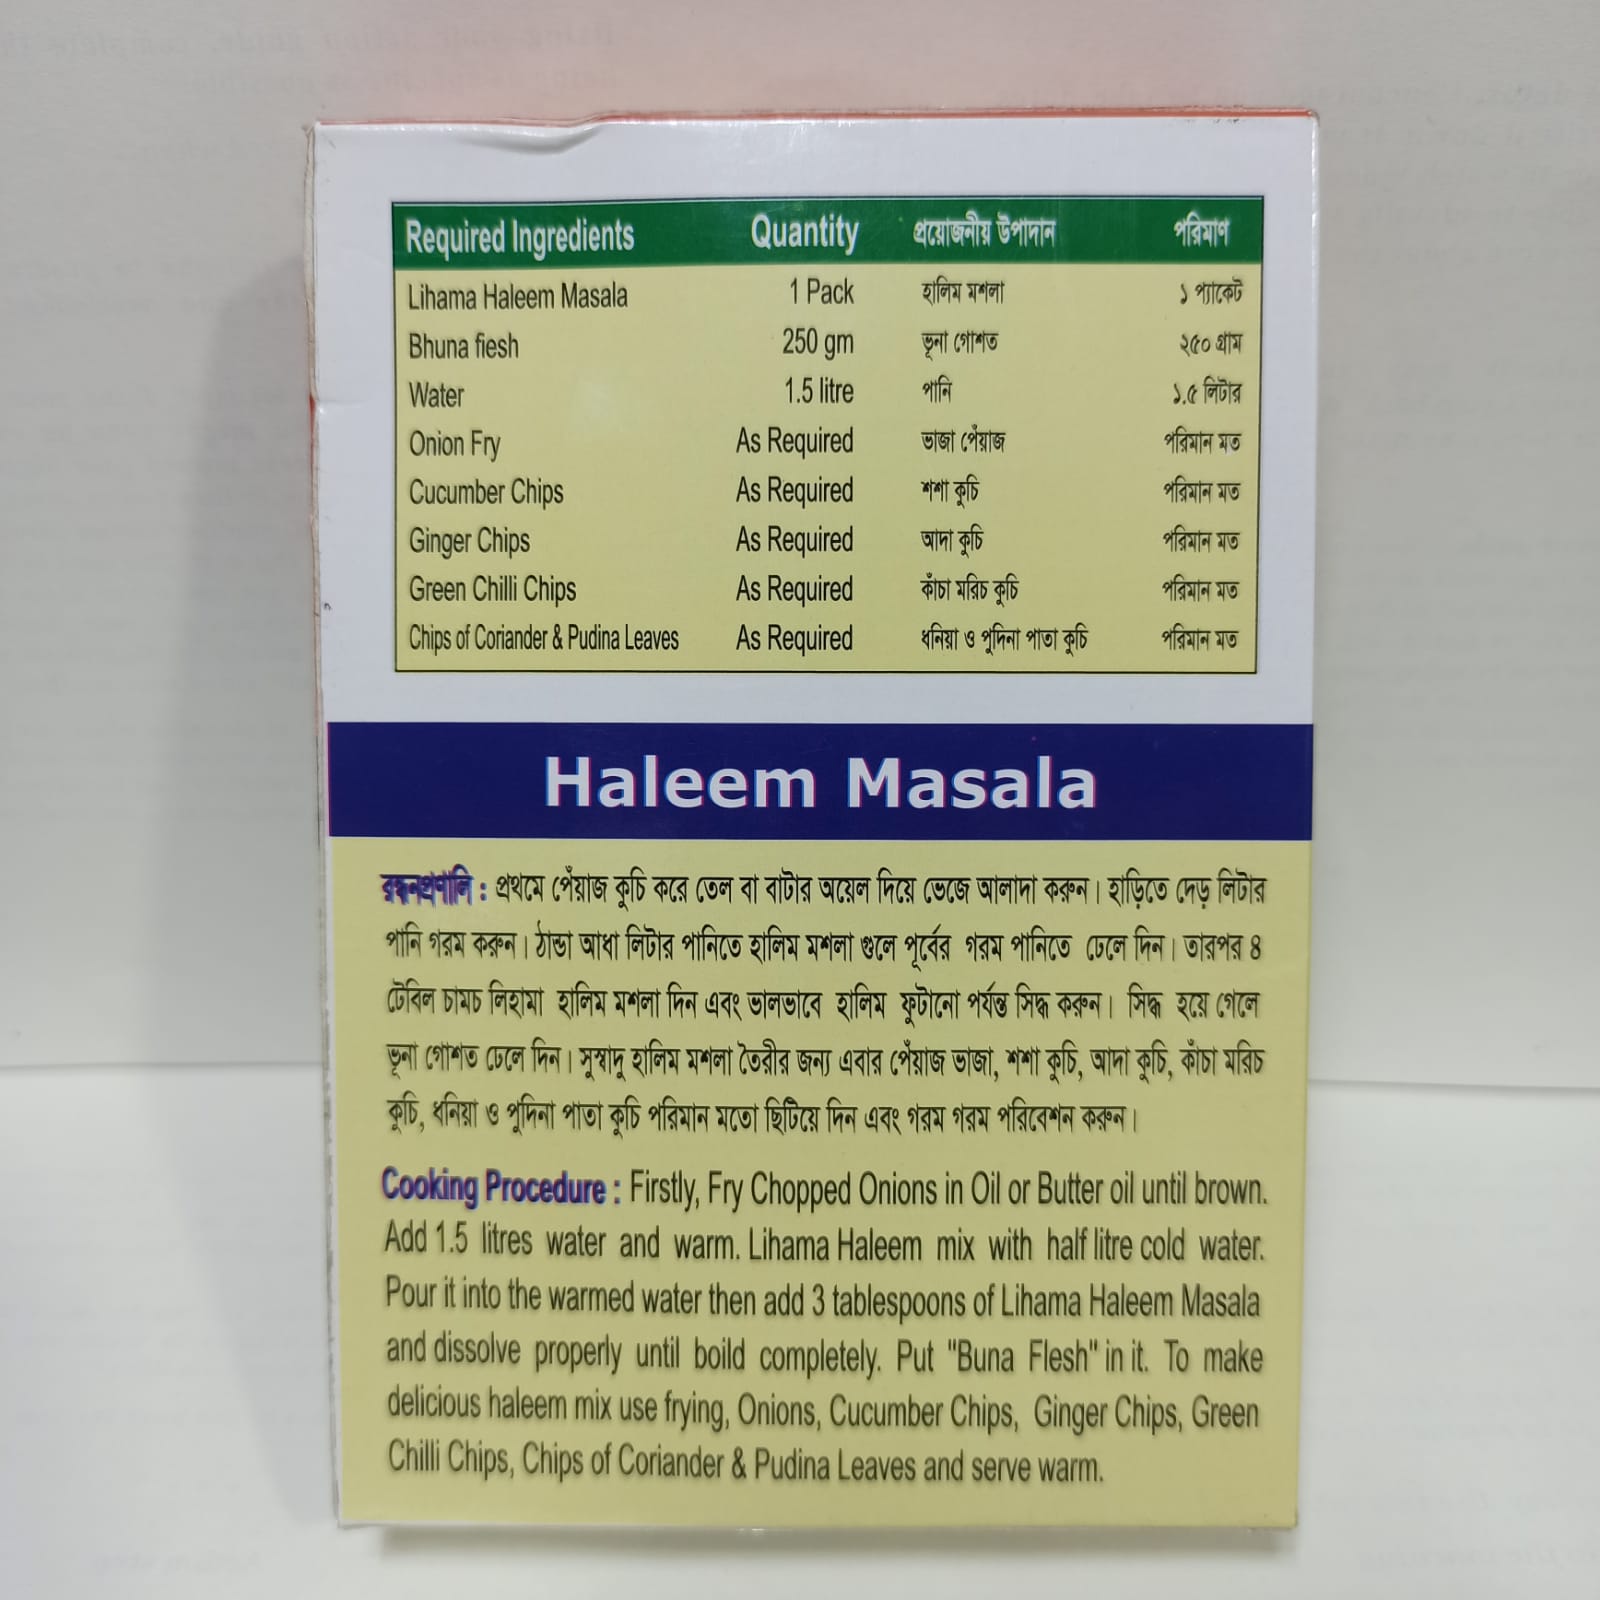 Required Ingredients Quantity প্রয়োজনীয় উপাদান পরিমাণ
Lihama Haleem Masala 1 Pack হালিম মশলা ১ প্যাকেট
Bhuna fiesh 250 gm ভূনা গোশত ২৫০ গ্রাম
Water 1.5 litre পানি ১.৫ লিটার
Onion Fry As Required ভাজা পেঁয়াজ পরিমান মত
Cucumber Chips As Required শশা কুচি পরিমান মত
Ginger Chips As Required আদা কুচি পরিমান মত
Green Chilli Chips As Required কাঁচা মরিচ কুচি পরিমান মত
Chips of Coriander & Pudina Leaves As Required ধনিয়া ও পুদিনা পাতা কুচি পরিমান মত
Haleem Masala
রন্ধনপ্রণালি : প্রথমে পেঁয়াজ কুচি করে তেল বা বাটার অয়েল দিয়ে ভেজে আলাদা করুন। হাড়িতে দেড় লিটার
পানি গরম করুন। ঠান্ডা আধা লিটার পানিতে হালিম মশলা গুলে পূর্বের গরম পানিতে ঢেলে দিন। তারপর ৪
টেবিল চামচ লিহামা হালিম মশলা দিন এবং ভালভাবে হালিম ফুটানো পর্যন্ত সিদ্ধ করুন। সিদ্ধ হয়ে গেলে
ভূনা গোশত ঢেলে দিন। সুস্বাদু হালিম মশলা তৈরীর জন্য এবার পেঁয়াজ ভাজা, শশা কুচি, আদা কুচি, কাঁচা মরিচ
কুচি, ধনিয়া ও পুদিনা পাতা কুচি পরিমান মতো ছিটিয়ে দিন এবং গরম গরম পরিবেশন করুন।
Cooking Procedure : Firstly, Fry Chopped Onions in Oil or Butter oil until brown.
Add 1.5 litres water and warm. Lihama Haleem mix with half litre cold water.
Pour it into the warmed water then add 3 tablespoons of Lihama Haleem Masala
and dissolve properly until boild completely. Put "Buna Flesh" in it. To make
delicious haleem mix use frying, Onions, Cucumber Chips, Ginger Chips, Green
Chilli Chips, Chips of Coriander & Pudina Leaves and serve warm.